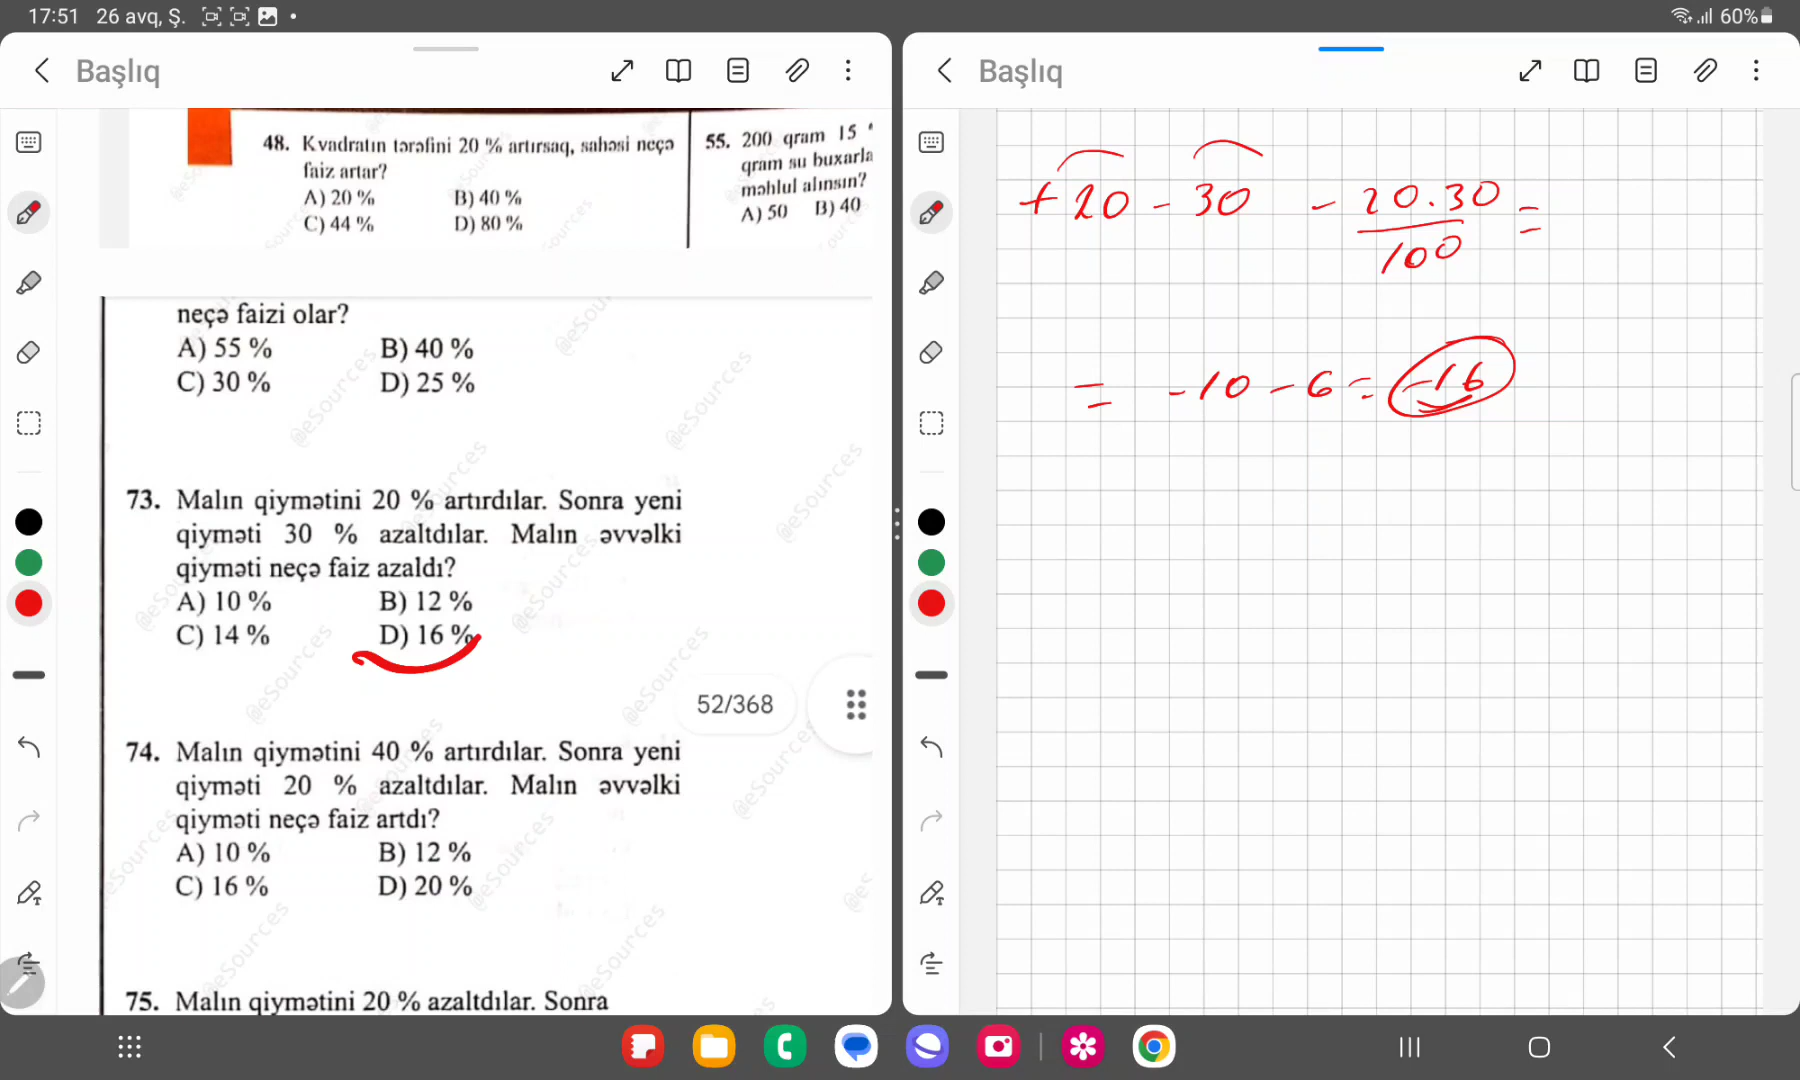 17:51 26 avq, Ş.
60%
Başlıq
48. Kvadratın tərəfini 20 % artırsaq, sahəsi neçə
faiz artar?
A) 20 % B) 40 %
C) 44 % D) 80 %
55. 200 qram 15
qram su buxarla
məhlul alınsın?
A) 50 B) 40
neçə faizi olar?
A) 55 % B) 40 %
C) 30 % D) 25 %
73. Malın qiymətini 20 % artırdılar. Sonra yeni
qiyməti 30 % azaltdılar. Malın əvvəlki
qiyməti neçə faiz azaldı?
A) 10 % B) 12 %
C) 14 % D) 16 %
52/368
74. Malın qiymətini 40 % artırdılar. Sonra yeni
qiyməti 20 % azaltdılar. Malın əvvəlki
qiyməti neçə faiz artdı?
A) 10 % B) 12 %
C) 16 % D) 20 %
75. Malın qiymətini 20 % azaltdılar. Sonra
@eSources
Başlıq
+20 - 30 - 20.30 =
100
= -10 - 6 = -16